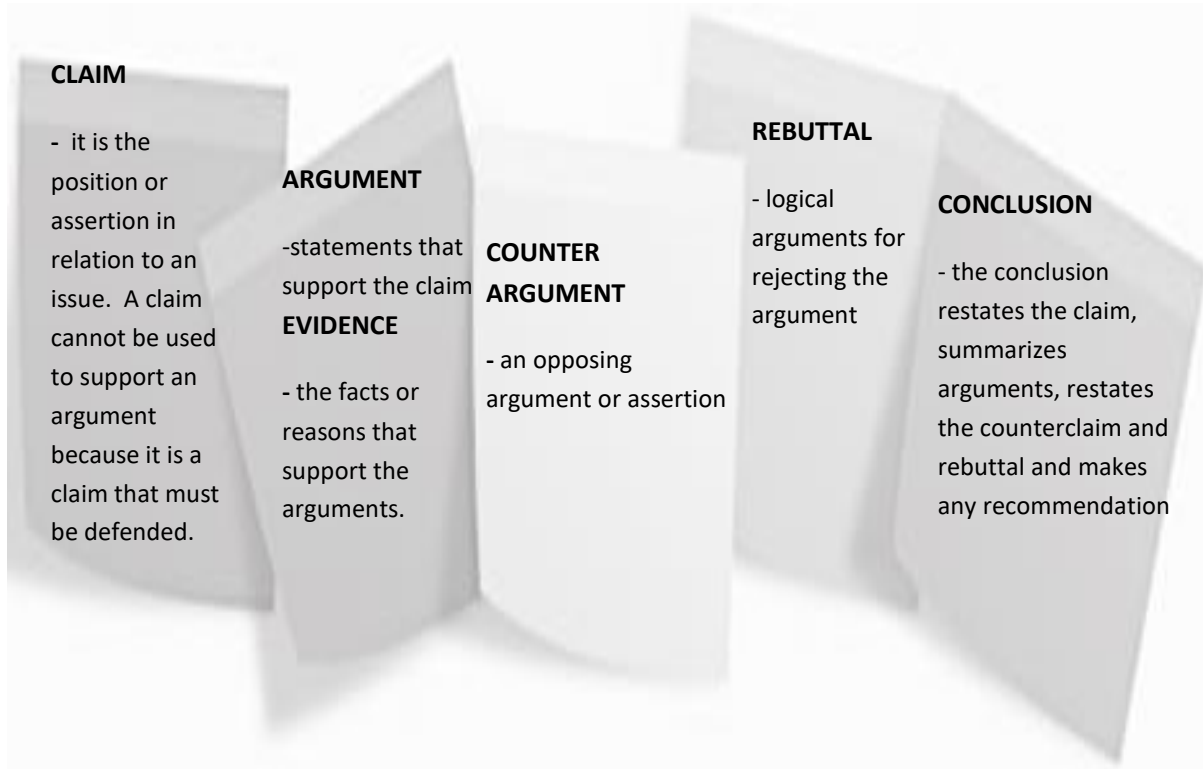 CLAIM
- it is the
position or
assertion in
relation to an
issue. A claim
cannot be used
to support an
argument
because it is a
claim that must
be defended.
ARGUMENT
-statements that
support the claim
EVIDENCE
- the facts or
reasons that
support the
arguments.
COUNTER
ARGUMENT
- an opposing
argument or assertion
REBUTTAL
- logical
arguments for
rejecting the
argument
CONCLUSION
- the conclusion
restates the claim,
summarizes
arguments, restates
the counterclaim and
rebuttal and makes
any recommendation